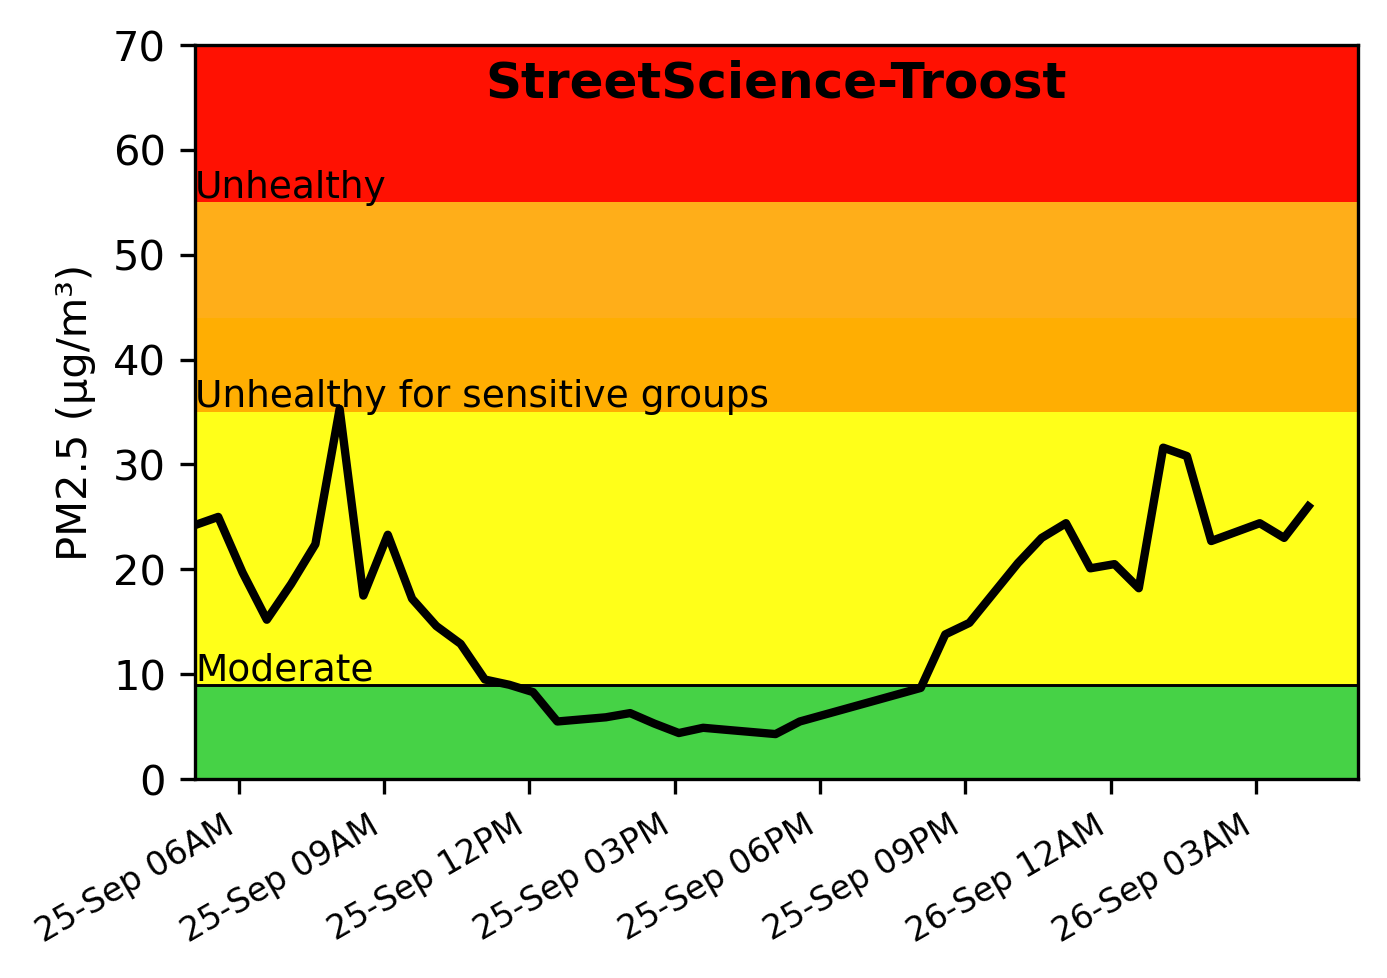 StreetScience-Troost
70
60
50
40
30
20
10
0
PM2.5 (µg/m³)
Unhealthy
Unhealthy for sensitive groups
Moderate
25-Sep 06AM
25-Sep 09AM
25-Sep 12PM
25-Sep 03PM
25-Sep 06PM
25-Sep 09PM
26-Sep 12AM
26-Sep 03AM